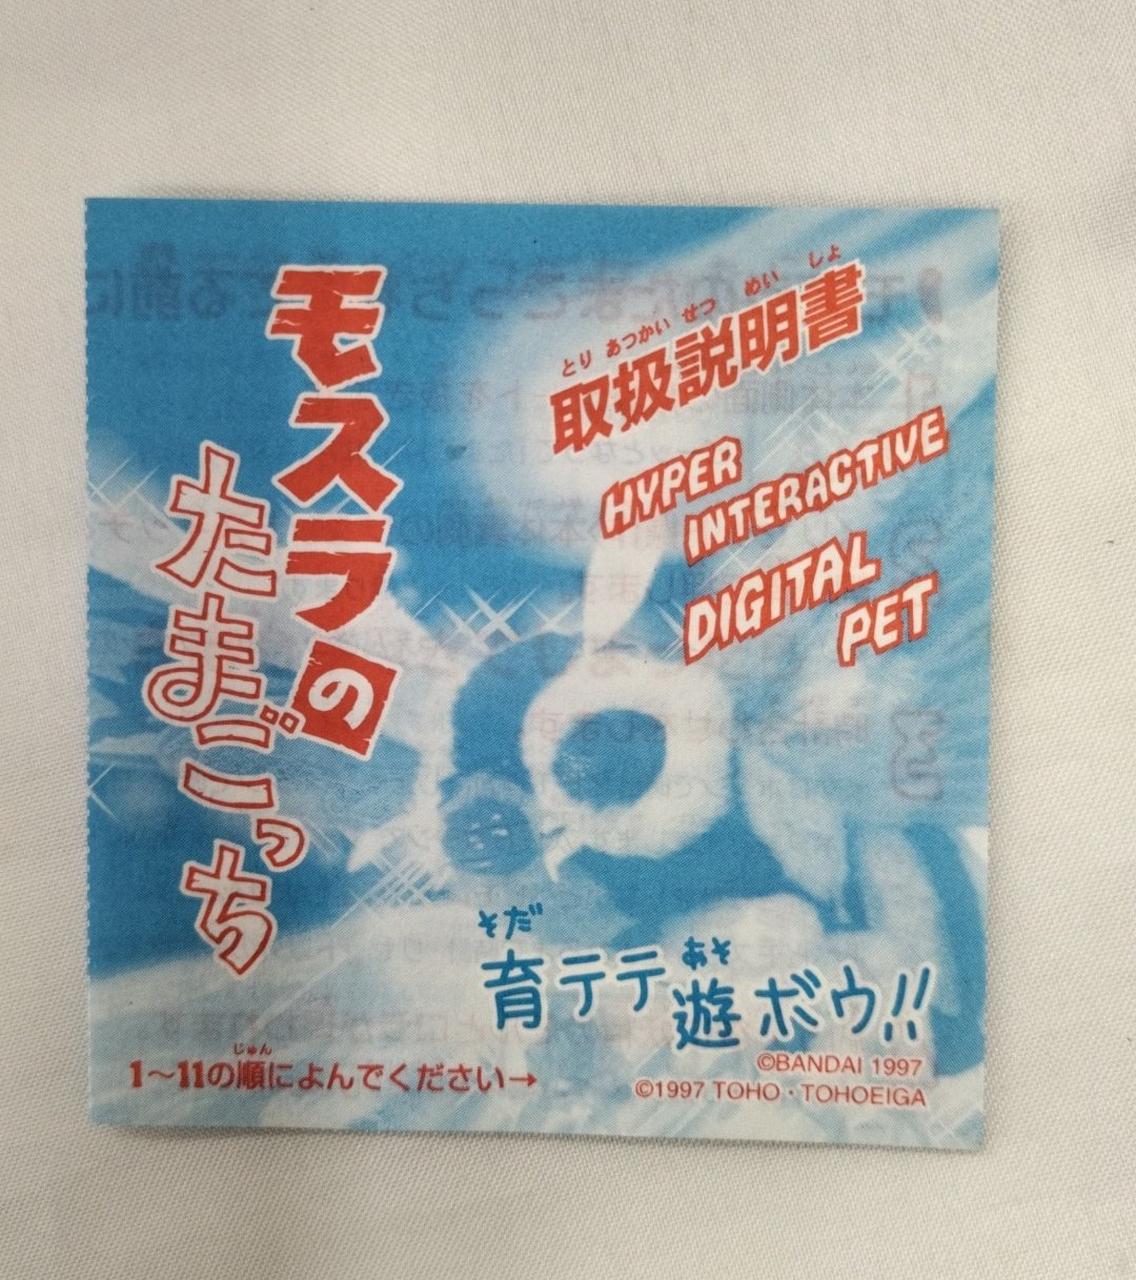 モスラの
たまごっち
とり あつかい せつ めい しょ
取扱説明書
HYPER
INTERACTIVE
DIGITAL
PET
そだ あそ
育テテ遊ボウ!!
じゅん
1〜11の順によんでください→
©BANDAI 1997
©1997 TOHO・TOHOEIGA